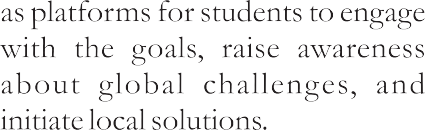 as platforms for students to engage
with the goals, raise awareness
about global challenges, and
initiate local solutions.